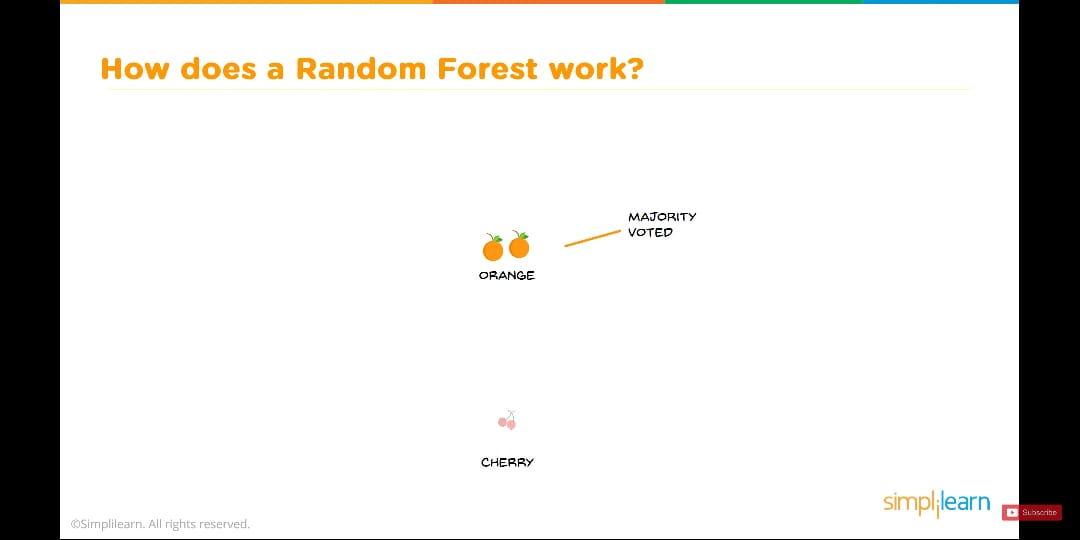 How does a Random Forest work?
MAJORITY
VOTED
ORANGE
CHERRY
simplilearn
Subscribe
©Simplilearn. All rights reserved.